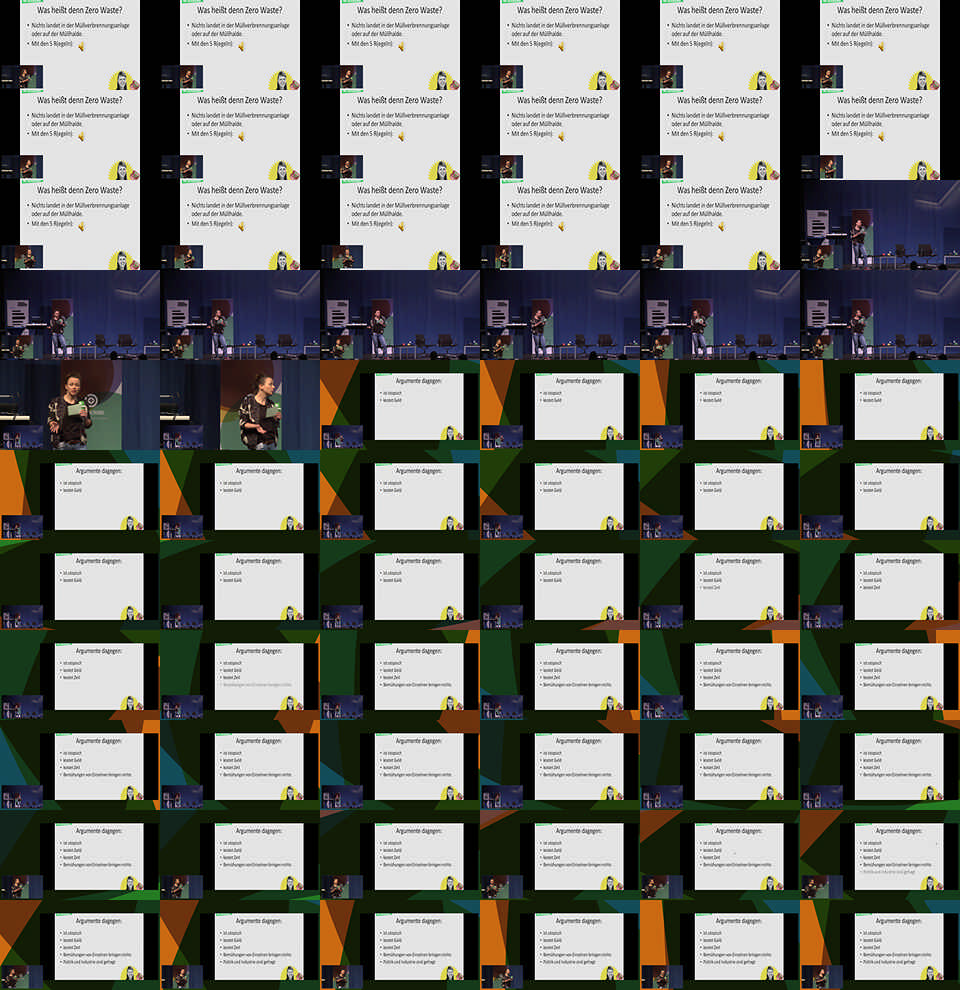 Was heißt denn Zero Waste?
• Nichts landet in der Müllverbrennungsanlage
oder auf der Müllhalde.
• Mit den 5 R(egeln):
Argumente dagegen:
• ist utopisch
• kostet Geld
• kostet Zeit
• Bemühungen von Einzelnen bringen nichts
• Politik und Industrie sind gefragt